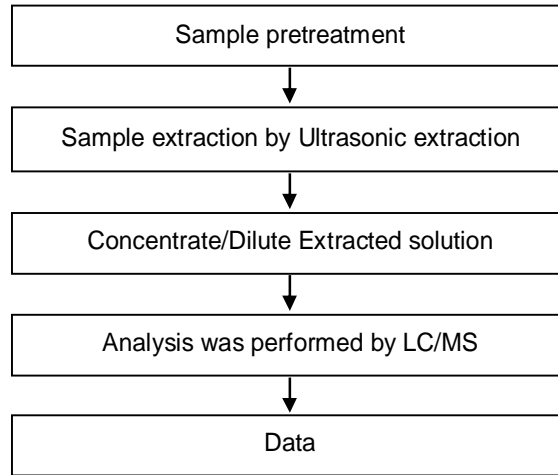 Sample pretreatment
Sample extraction by Ultrasonic extraction
Concentrate/Dilute Extracted solution
Analysis was performed by LC/MS
Data